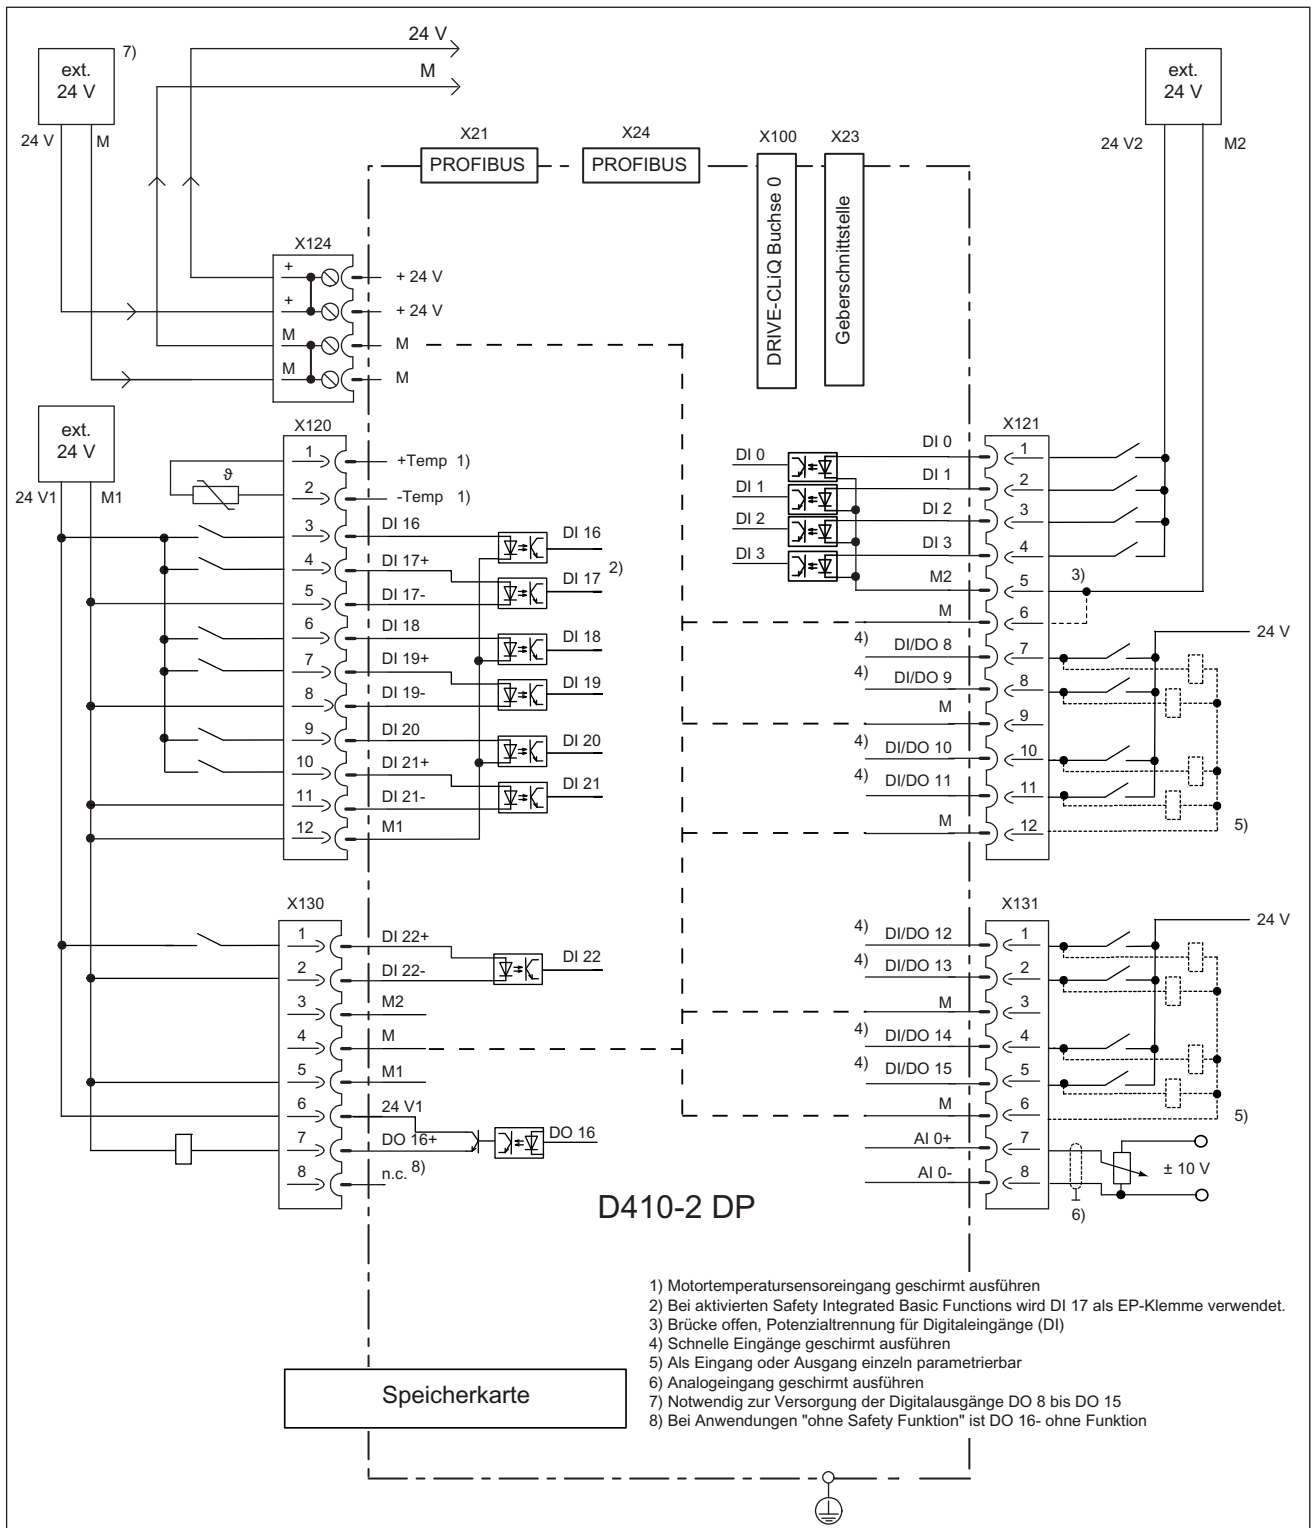 24 V
M
ext.
24 V
7)
24 V
M
ext.
24 V
24 V2
M2
X21
PROFIBUS
X24
PROFIBUS
X100
DRIVE-CLiQ Buchse 0
X23
Geberschnittstelle
X124
+
+ 24 V
+
+ 24 V
M
M
M
M
ext.
24 V
24 V1
M1
X120
ϑ
1
+Temp 1)
2
-Temp 1)
3
DI 16
DI 16
4
DI 17+
DI 17
2)
5
DI 17-
6
DI 18
DI 18
7
DI 19+
DI 19
8
DI 19-
9
DI 20
DI 20
10
DI 21+
DI 21
11
DI 21-
12
M1
X121
DI 0
DI 0
1
DI 1
DI 1
2
DI 2
DI 2
3
DI 3
DI 3
4
M2
5
3)
M
6
24 V
4)
DI/DO 8
7
4)
DI/DO 9
8
M
9
4)
DI/DO 10
10
4)
DI/DO 11
11
M
12
5)
X130
1
DI 22+
DI 22
2
DI 22-
3
M2
4
M
5
M1
6
24 V1
7
DO 16+
DO 16
8
n.c. 8)
X131
24 V
4)
DI/DO 12
1
4)
DI/DO 13
2
M
3
4)
DI/DO 14
4
4)
DI/DO 15
5
M
6
5)
AI 0+
7
± 10 V
AI 0-
8
6)
D410-2 DP
1) Motortemperatursensoreingang geschirmt ausführen
2) Bei aktivierten Safety Integrated Basic Functions wird DI 17 als EP-Klemme verwendet.
3) Brücke offen, Potenzialtrennung für Digitaleingänge (DI)
4) Schnelle Eingänge geschirmt ausführen
5) Als Eingang oder Ausgang einzeln parametrierbar
6) Analogeingang geschirmt ausführen
7) Notwendig zur Versorgung der Digitalausgänge DO 8 bis DO 15
8) Bei Anwendungen "ohne Safety Funktion" ist DO 16- ohne Funktion
Speicherkarte